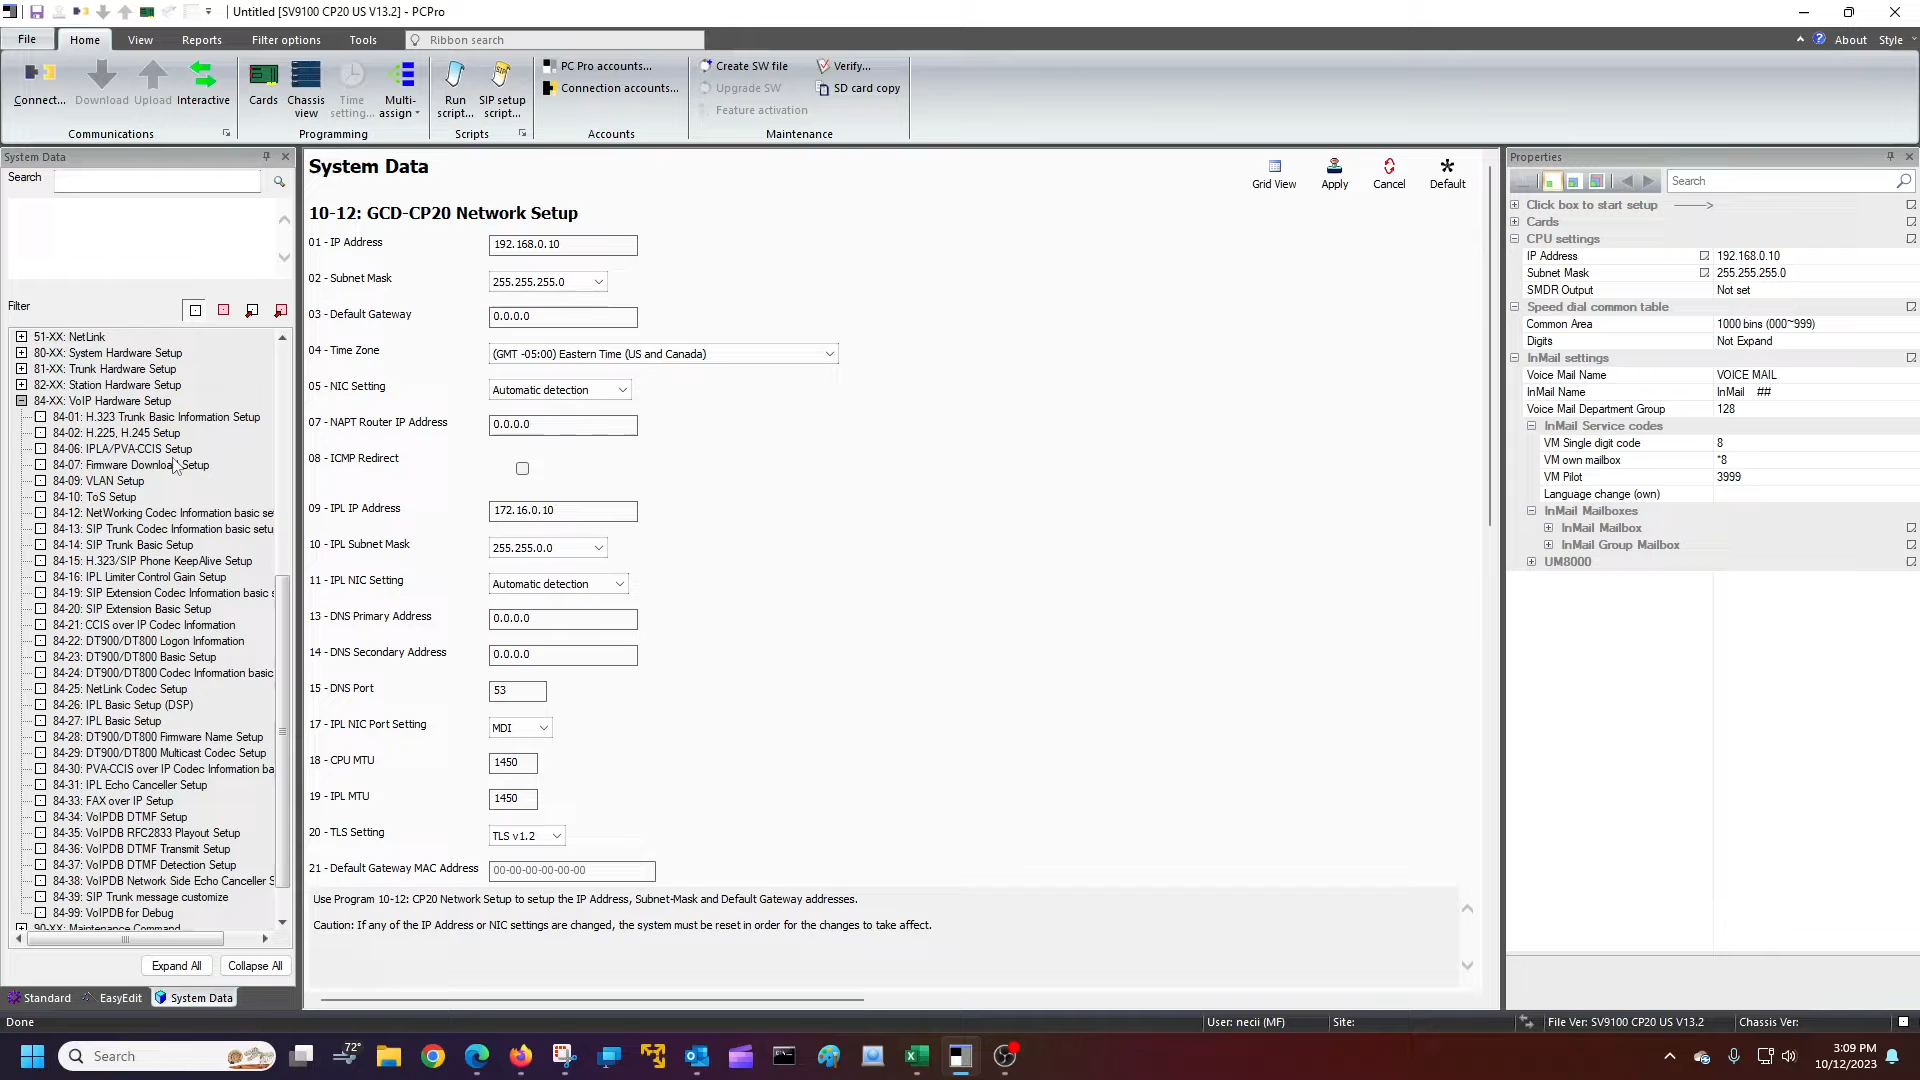 Untitled [SV9100 CP20 US V13.2] - PCPro
File
Home
View
Reports
Filter options
Tools
Ribbon search
About
Style
Connect...
Download
Upload
Interactive
Communications
Cards
Chassis view
Time setting...
Multi-assign
Programming
Run script...
SIP setup script...
Scripts
PC Pro accounts...
Connection accounts...
Accounts
Create SW file
Upgrade SW
Feature activation
Verify...
SD card copy
Maintenance
System Data
Search
Filter
51-XX: NetLink
80-XX: System Hardware Setup
81-XX: Trunk Hardware Setup
82-XX: Station Hardware Setup
84-XX: VoIP Hardware Setup
84-01: H.323 Trunk Basic Information Setup
84-02: H.225, H.245 Setup
84-06: IPLA/PVA-CCIS Setup
84-07: Firmware Download Setup
84-09: VLAN Setup
84-10: ToS Setup
84-12: NetWorking Codec Information basic se
84-13: SIP Trunk Codec Information basic setu
84-14: SIP Trunk Basic Setup
84-15: H.323/SIP Phone KeepAlive Setup
84-16: IPL Limiter Control Gain Setup
84-19: SIP Extension Codec Information basic s
84-20: SIP Extension Basic Setup
84-21: CCIS over IP Codec Information
84-22: DT900/DT800 Logon Information
84-23: DT900/DT800 Basic Setup
84-24: DT900/DT800 Codec Information basic
84-25: NetLink Codec Setup
84-26: IPL Basic Setup (DSP)
84-27: IPL Basic Setup
84-28: DT900/DT800 Firmware Name Setup
84-29: DT900/DT800 Multicast Codec Setup
84-30: PVA-CCIS over IP Codec Information ba
84-31: IPL Echo Canceller Setup
84-33: FAX over IP Setup
84-34: VoIPDB DTMF Setup
84-35: VoIPDB RFC2833 Playout Setup
84-36: VoIPDB DTMF Transmit Setup
84-37: VoIPDB DTMF Detection Setup
84-38: VoIPDB Network Side Echo Canceller S
84-39: SIP Trunk message customize
84-99: VoIPDB for Debug
90-XX: Maintenance Command
Expand All
Collapse All
Standard
EasyEdit
System Data
System Data
Grid View
Apply
Cancel
Default
10-12: GCD-CP20 Network Setup
01 - IP Address 192.168.0.10
02 - Subnet Mask 255.255.255.0
03 - Default Gateway 0.0.0.0
04 - Time Zone (GMT -05:00) Eastern Time (US and Canada)
05 - NIC Setting Automatic detection
07 - NAPT Router IP Address 0.0.0.0
08 - ICMP Redirect
09 - IPL IP Address 172.16.0.10
10 - IPL Subnet Mask 255.255.0.0
11 - IPL NIC Setting Automatic detection
13 - DNS Primary Address 0.0.0.0
14 - DNS Secondary Address 0.0.0.0
15 - DNS Port 53
17 - IPL NIC Port Setting MDI
18 - CPU MTU 1450
19 - IPL MTU 1450
20 - TLS Setting TLS v1.2
21 - Default Gateway MAC Address 00-00-00-00-00-00
Use Program 10-12: CP20 Network Setup to setup the IP Address, Subnet-Mask and Default Gateway addresses.
Caution: If any of the IP Address or NIC settings are changed, the system must be reset in order for the changes to take affect.
Properties
Search
Click box to start setup ----->
Cards
CPU settings
IP Address 192.168.0.10
Subnet Mask 255.255.255.0
SMDR Output Not set
Speed dial common table
Common Area 1000 bins (000~999)
Digits Not Expand
InMail settings
Voice Mail Name VOICE MAIL
InMail Name InMail ##
Voice Mail Department Group 128
InMail Service codes
VM Single digit code 8
VM own mailbox *8
VM Pilot 3999
Language change (own)
InMail Mailboxes
InMail Mailbox
InMail Group Mailbox
UM8000
Done
User: necii (MF)
Site:
File Ver: SV9100 CP20 US V13.2
Chassis Ver:
Search
72°
3:09 PM
10/12/2023